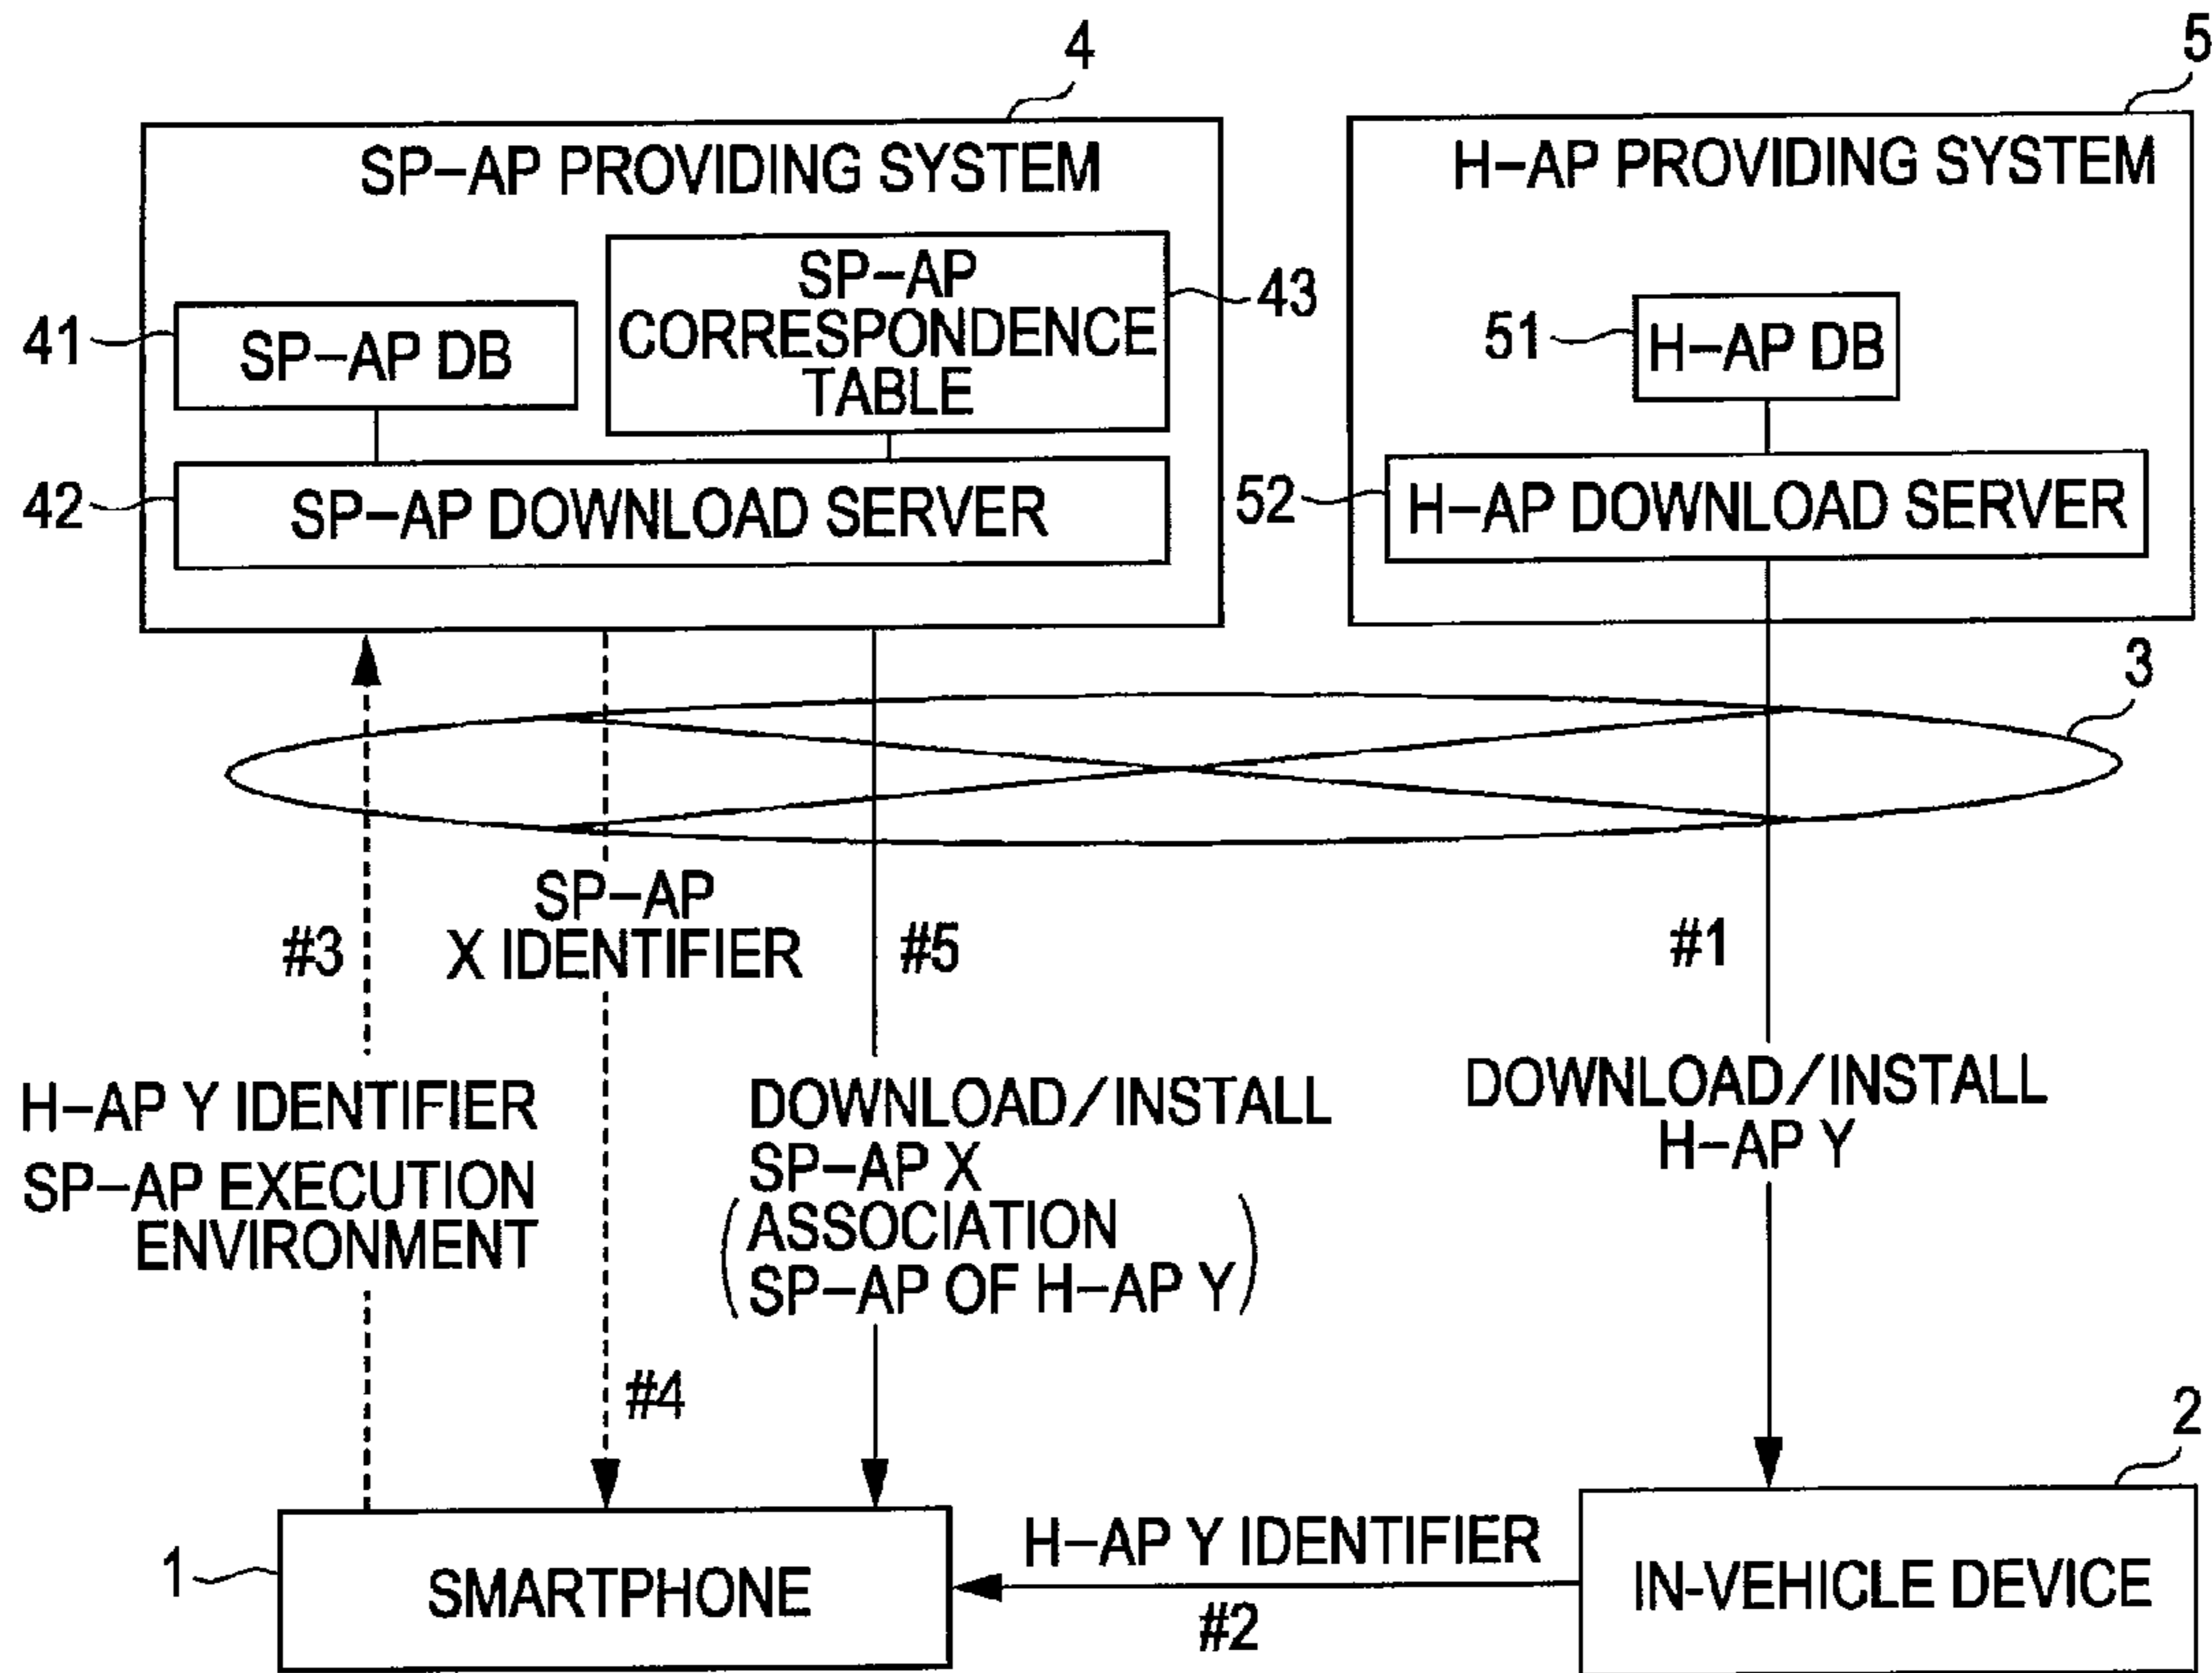 4
5
SP-AP PROVIDING SYSTEM
H-AP PROVIDING SYSTEM
SP-AP
CORRESPONDENCE
TABLE
43
41
SP-AP DB
51
H-AP DB
42
SP-AP DOWNLOAD SERVER
52
H-AP DOWNLOAD SERVER
3
SP-AP
X IDENTIFIER
#3
#5
#1
H-AP Y IDENTIFIER
SP-AP EXECUTION
ENVIRONMENT
DOWNLOAD/INSTALL
SP-AP X
(ASSOCIATION
SP-AP OF H-AP Y)
DOWNLOAD/INSTALL
H-AP Y
#4
2
1
SMARTPHONE
H-AP Y IDENTIFIER
#2
IN-VEHICLE DEVICE